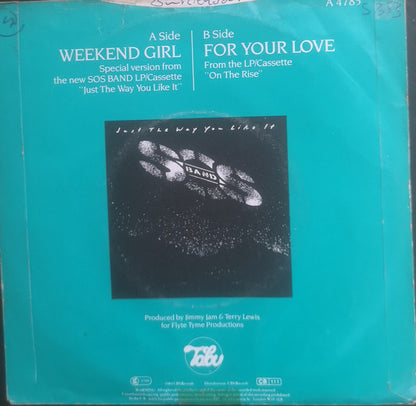 A 4785
A Side
WEEKEND GIRL
Special version from
the new SOS BAND LP/Cassette
"Just The Way You Like It"
B Side
FOR YOUR LOVE
From the LP/Cassette
"On The Rise"
Just The Way You Like It
SOS
BAND
Produced by Jimmy Jam & Terry Lewis
for Flyte Tyme Productions
Tabu